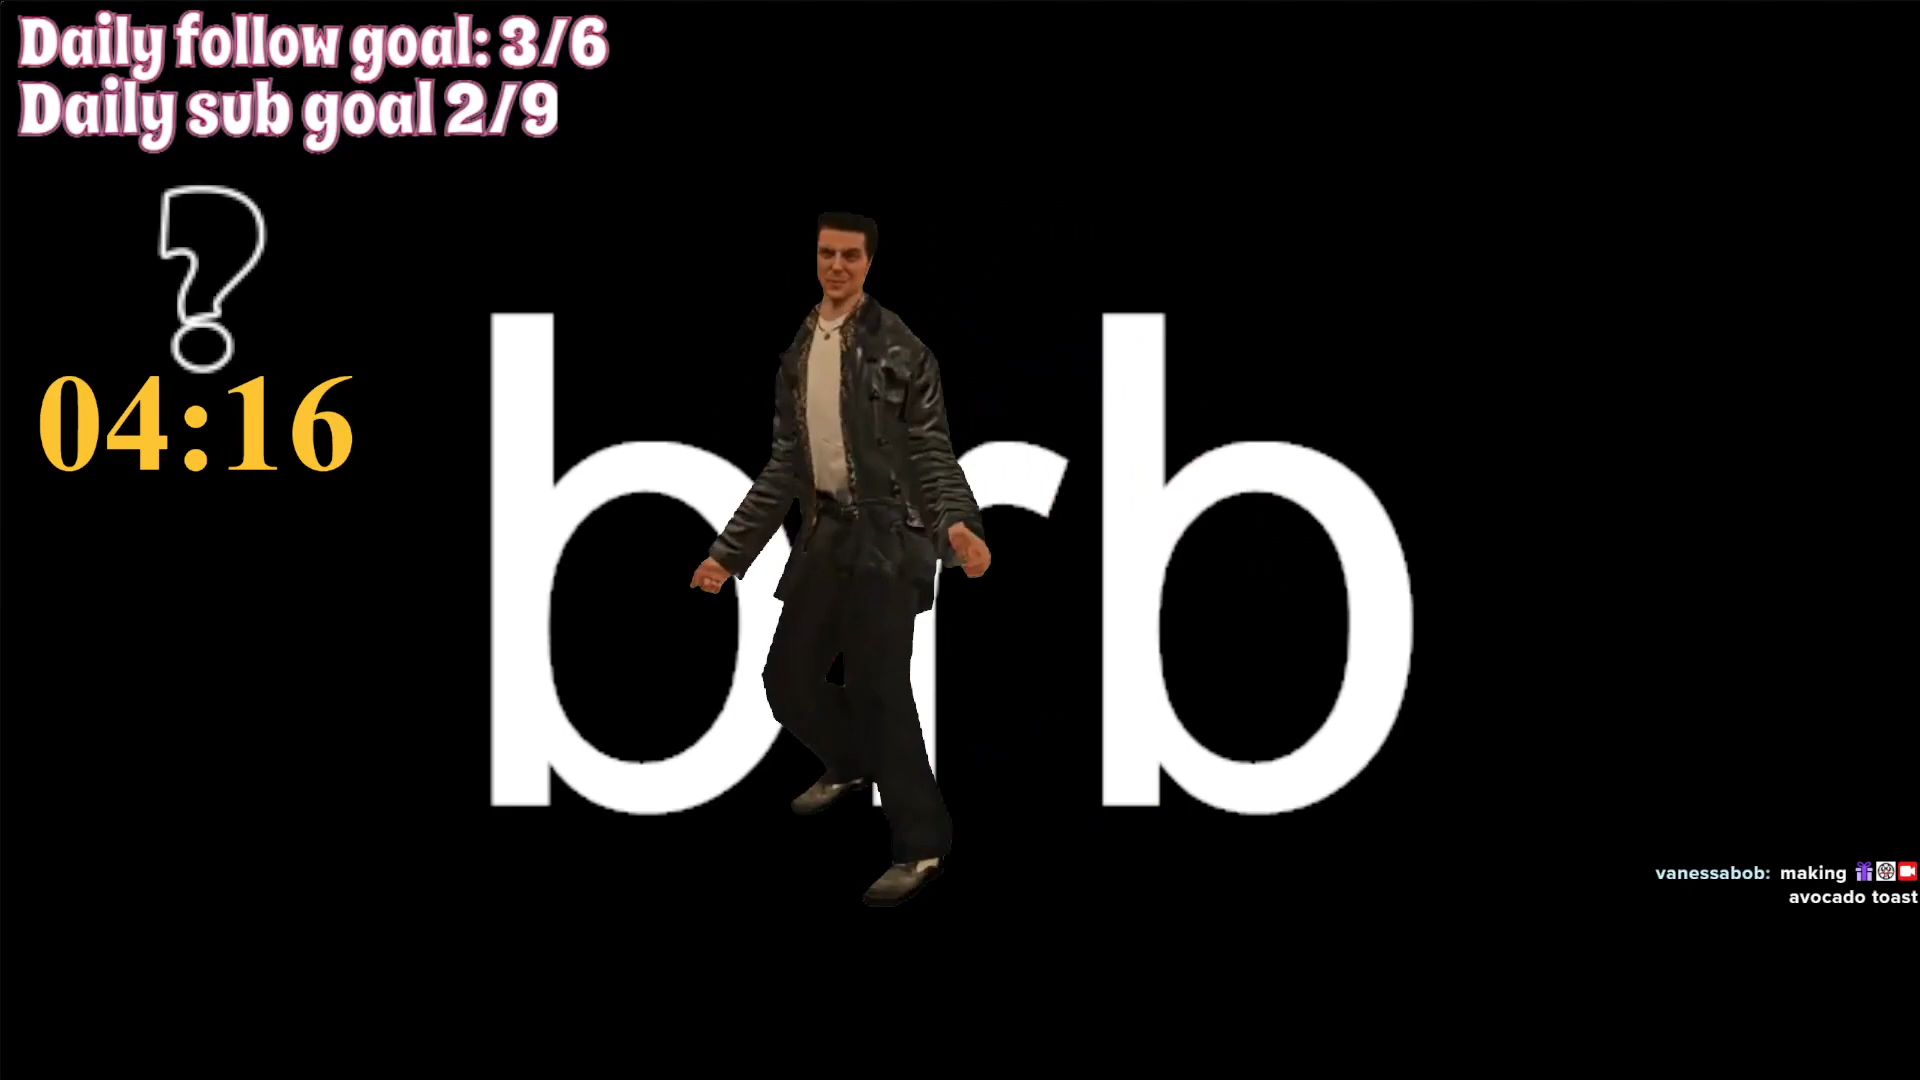 Daily follow goal: 3/6
Daily sub goal 2/9
?
04:16
brb
vanessabob: making
avocado toast